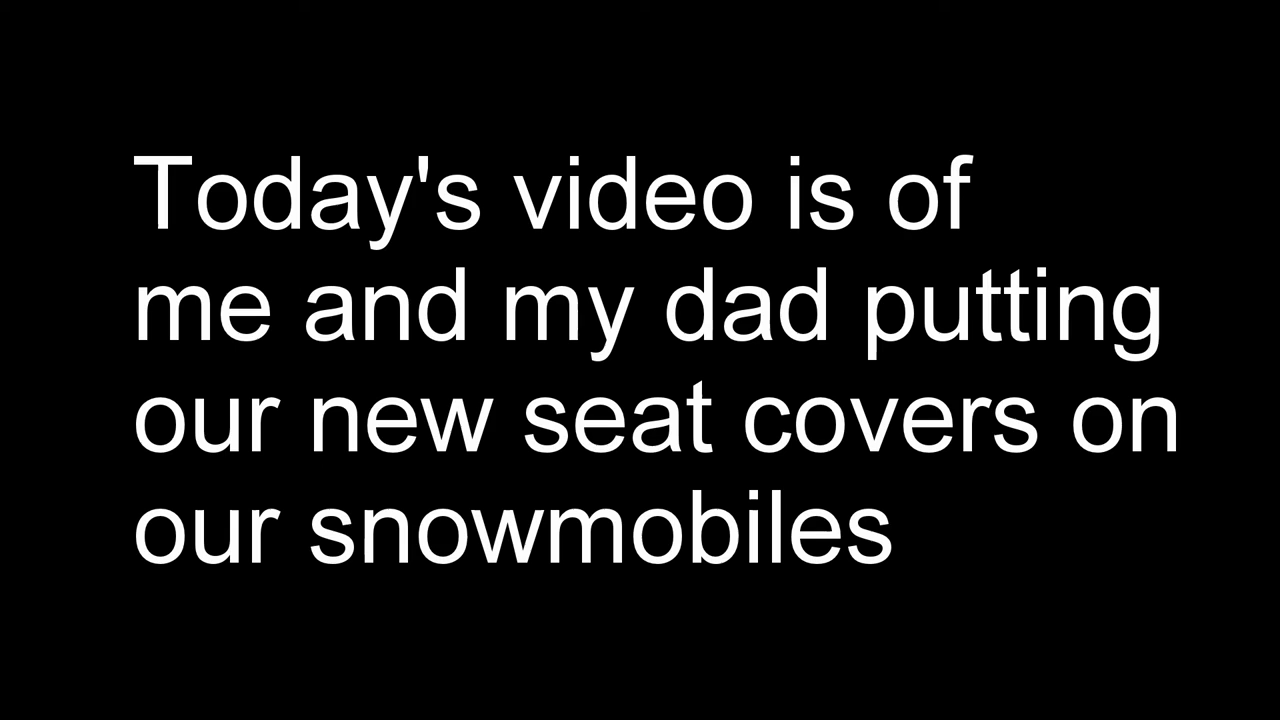 Today's video is of
me and my dad putting
our new seat covers on
our snowmobiles